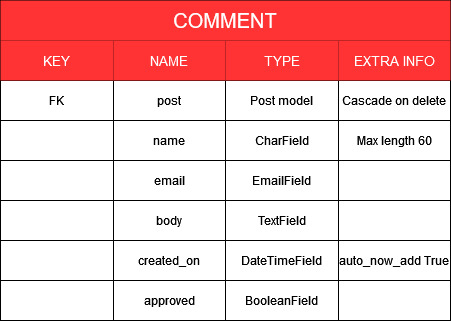 COMMENT
KEY NAME TYPE EXTRA INFO
FK post Post model Cascade on delete
name CharField Max length 60
email EmailField
body TextField
created_on DateTimeField auto_now_add True
approved BooleanField